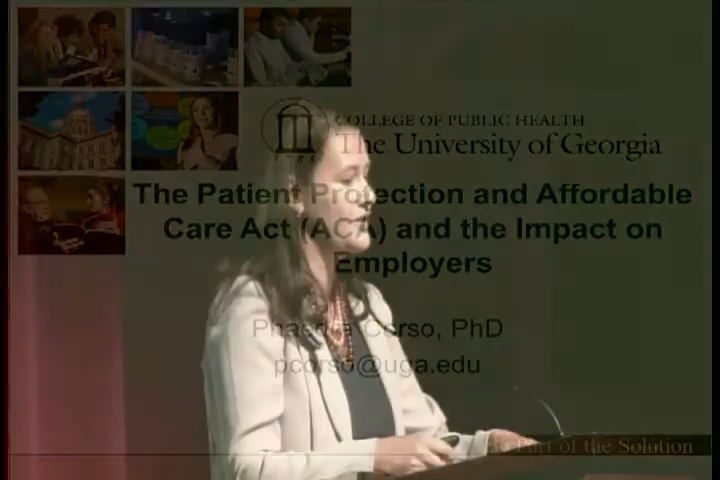 COLLEGE OF PUBLIC HEALTH
The University of Georgia
The Patient Protection and Affordable
Care Act (ACA) and the Impact on
Employers
Phaedra Corso, PhD
pcorso@uga.edu
Part of the Solution